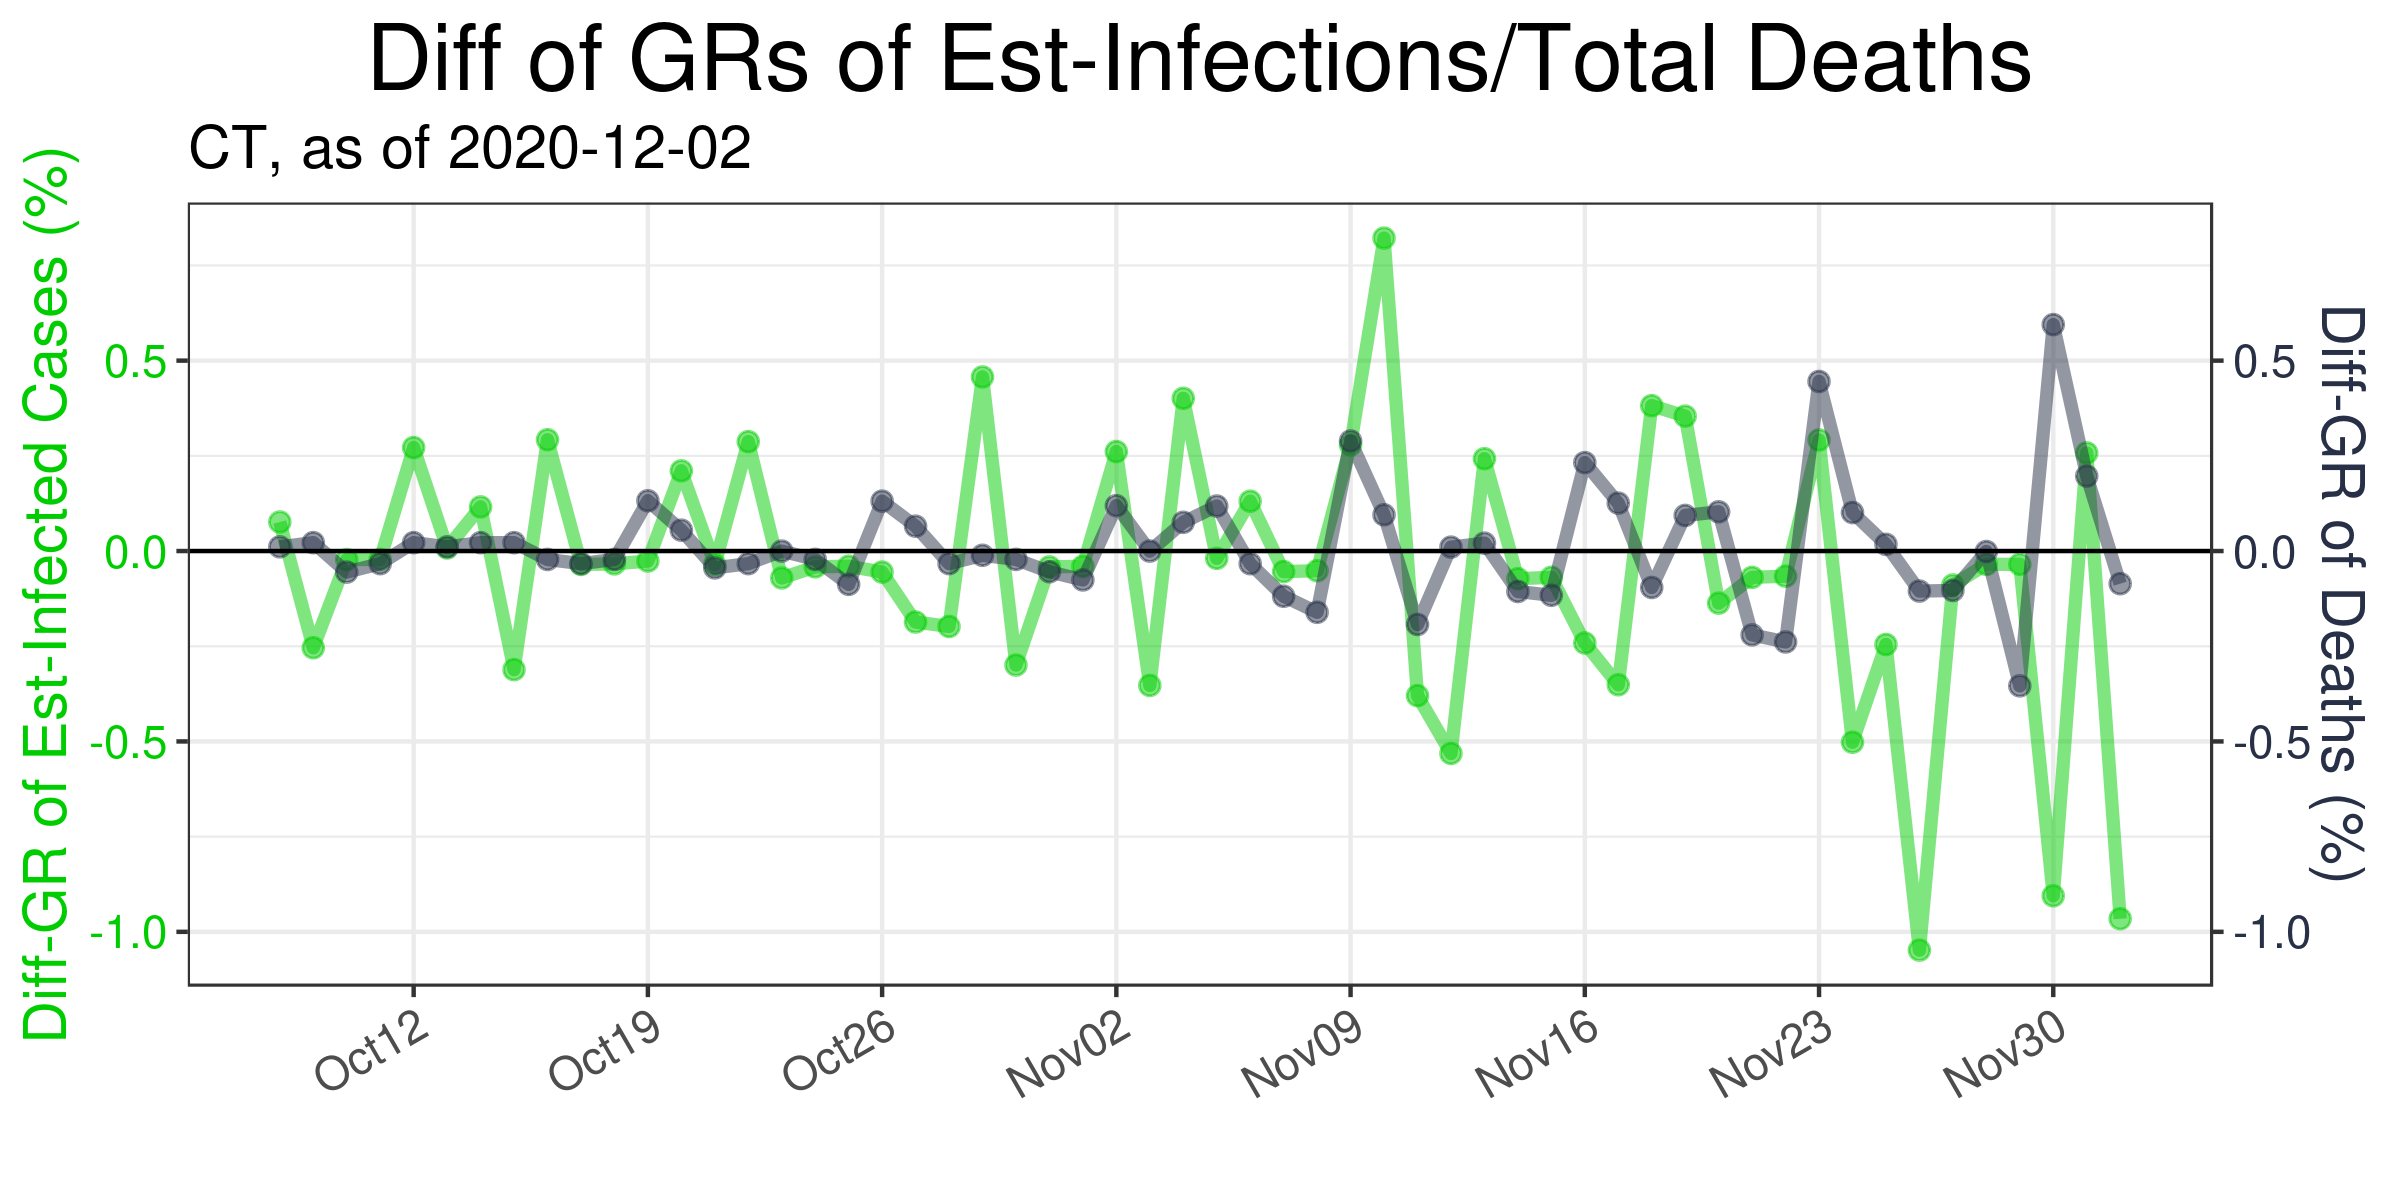 Diff of GRs of Est-Infections/Total Deaths
CT, as of 2020-12-02
Diff-GR of Est-Infected Cases (%)
0.5
0.0
-0.5
-1.0
0.5
0.0
-0.5
-1.0
Diff-GR of Deaths (%)
Oct12
Oct19
Oct26
Nov02
Nov09
Nov16
Nov23
Nov30